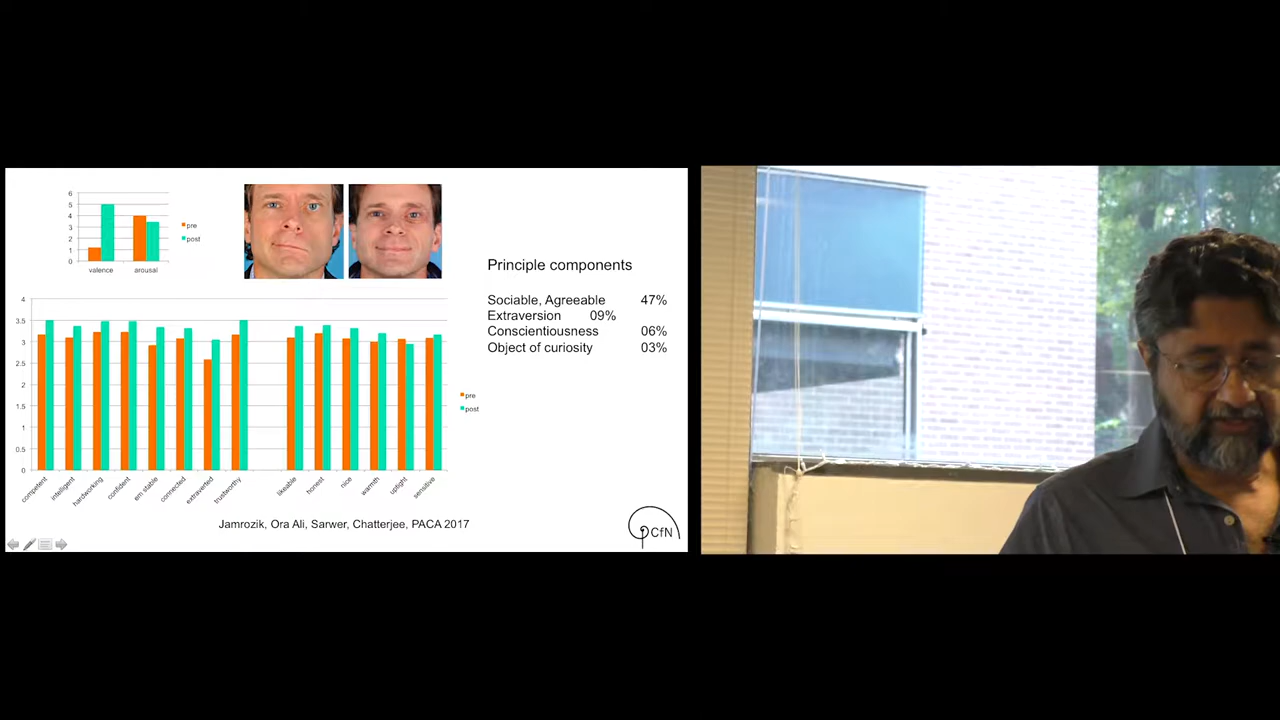 6
5
4
3
2
1
0
valence
arousal
pre
post
Principle components
Sociable, Agreeable 47%
Extraversion 09%
Conscientiousness 06%
Object of curiosity 03%
4
3.5
3
2.5
2
1.5
1
0.5
0
pre
post
competent
intelligent
hardworking
confident
em stable
connected
extraverted
trustworthy
likeable
honest
nice
warmth
uptight
sensitive
Jamrozik, Ora Ali, Sarwer, Chatterjee, PACA 2017
CfN